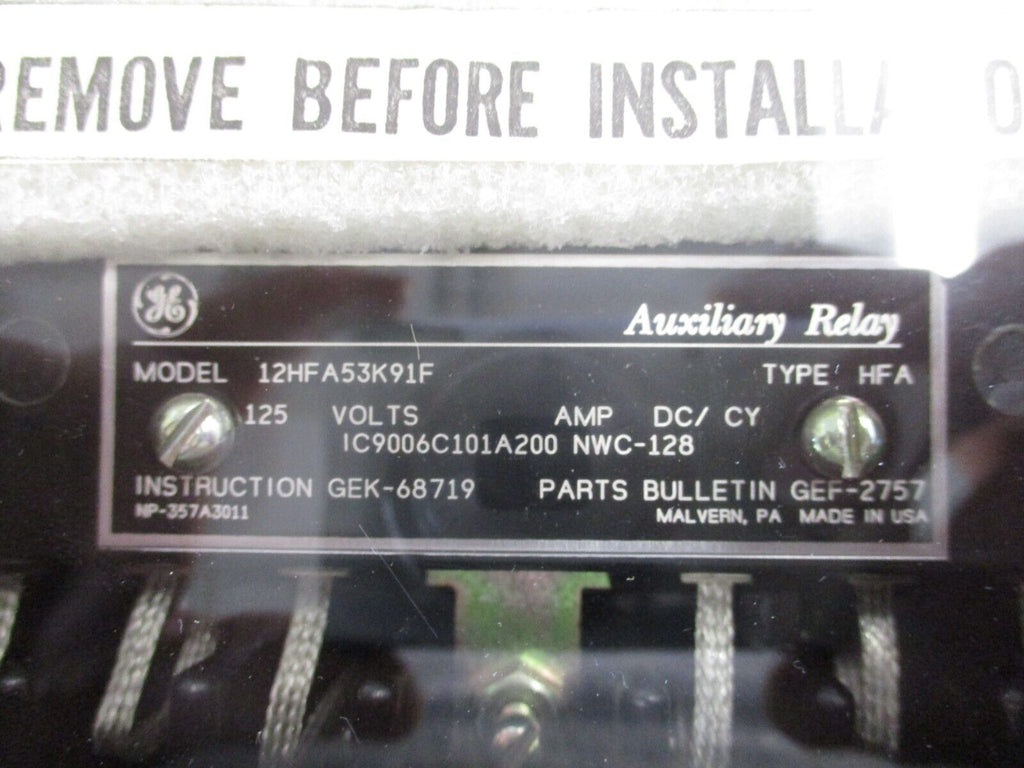 REMOVE BEFORE
GE
Auxiliary Relay
MODEL 12HFA53K91F TYPE HFA
125 VOLTS AMP DC/ CY
IC9006C101A200 NWC-128
INSTRUCTION GEK-68719 PARTS BULLETIN GEF-2757
NP-357A3011 MALVERN, PA MADE IN USA